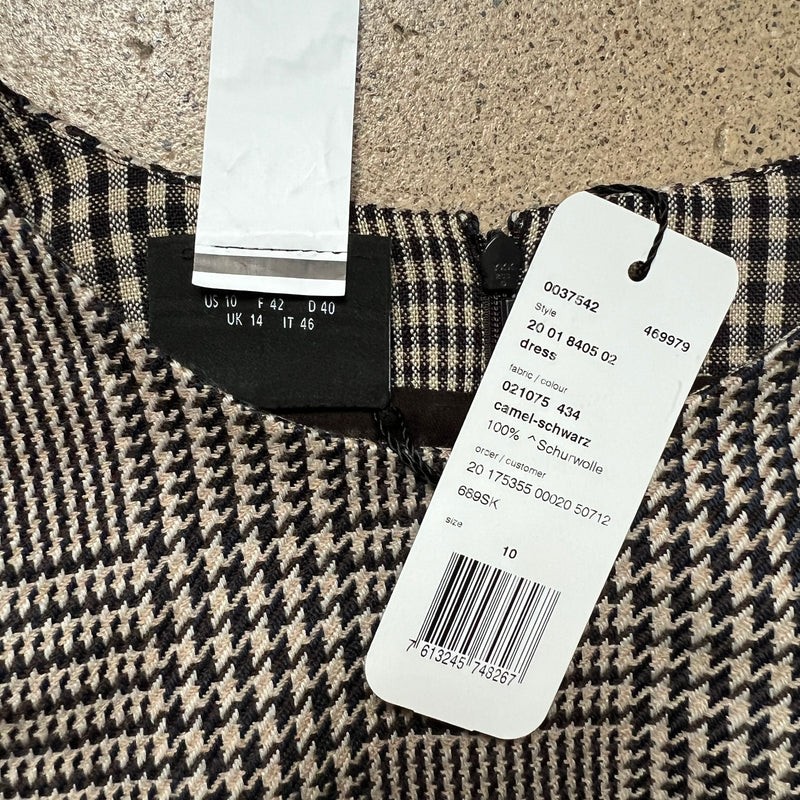 US 10 F 42 D 40
UK 14 IT 46
0037542 469979
Style
20 01 8405 02
dress
fabric / colour
021075 434
camel-schwarz
100% ^Schurwolle
order / customer
20 175355 00020 50712
669SK
size
10
7 613245 748267